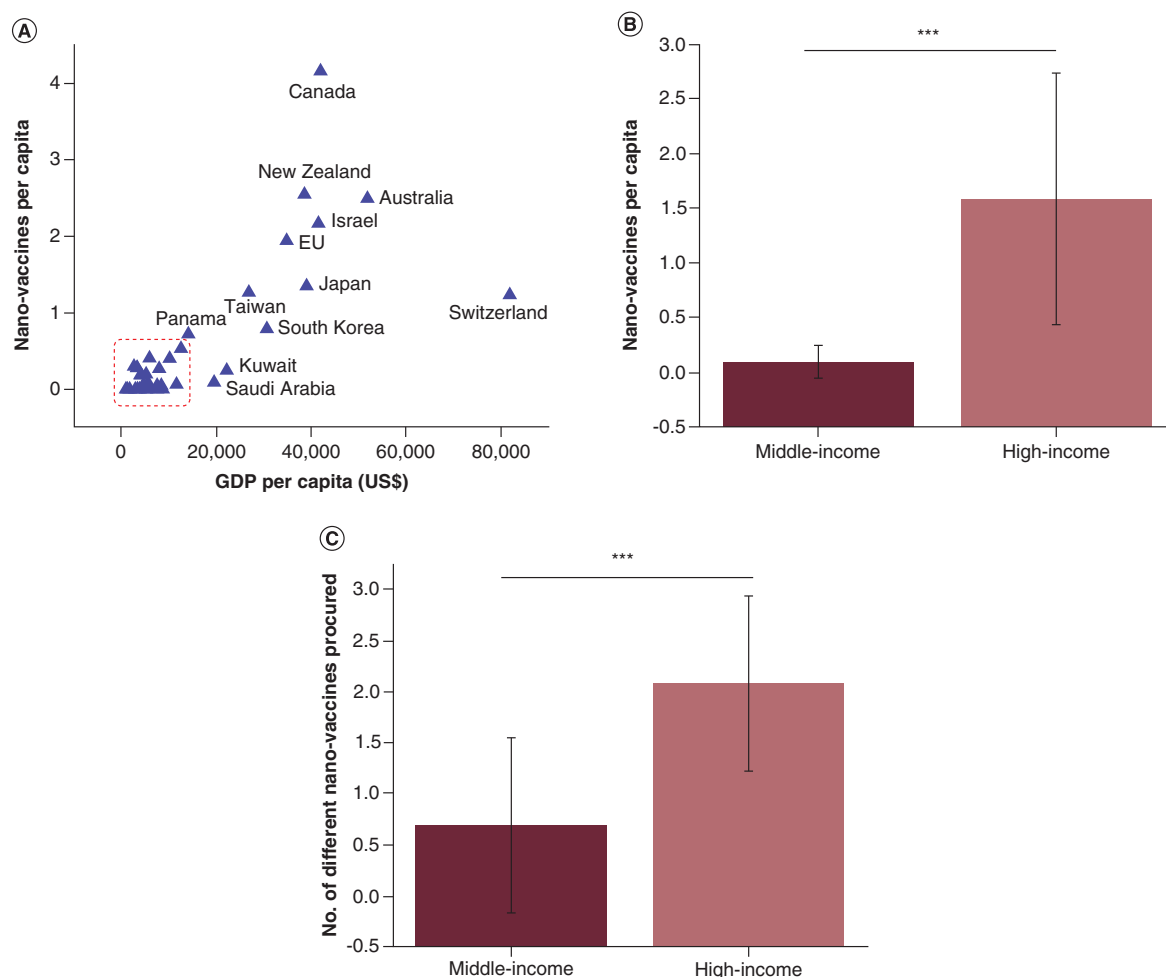 A
Nano-vaccines per capita
4
3
2
1
0
Canada
New Zealand
Australia
Israel
EU
Japan
Taiwan
Switzerland
Panama
South Korea
Kuwait
Saudi Arabia
0 20,000 40,000 60,000 80,000
GDP per capita (US$)
B
Nano-vaccines per capita
3.0
2.5
2.0
1.5
1.0
0.5
0.0
-0.5
***
Middle-income High-income
C
No. of different nano-vaccines procured
3.0
2.5
2.0
1.5
1.0
0.5
0.0
-0.5
***
Middle-income High-income